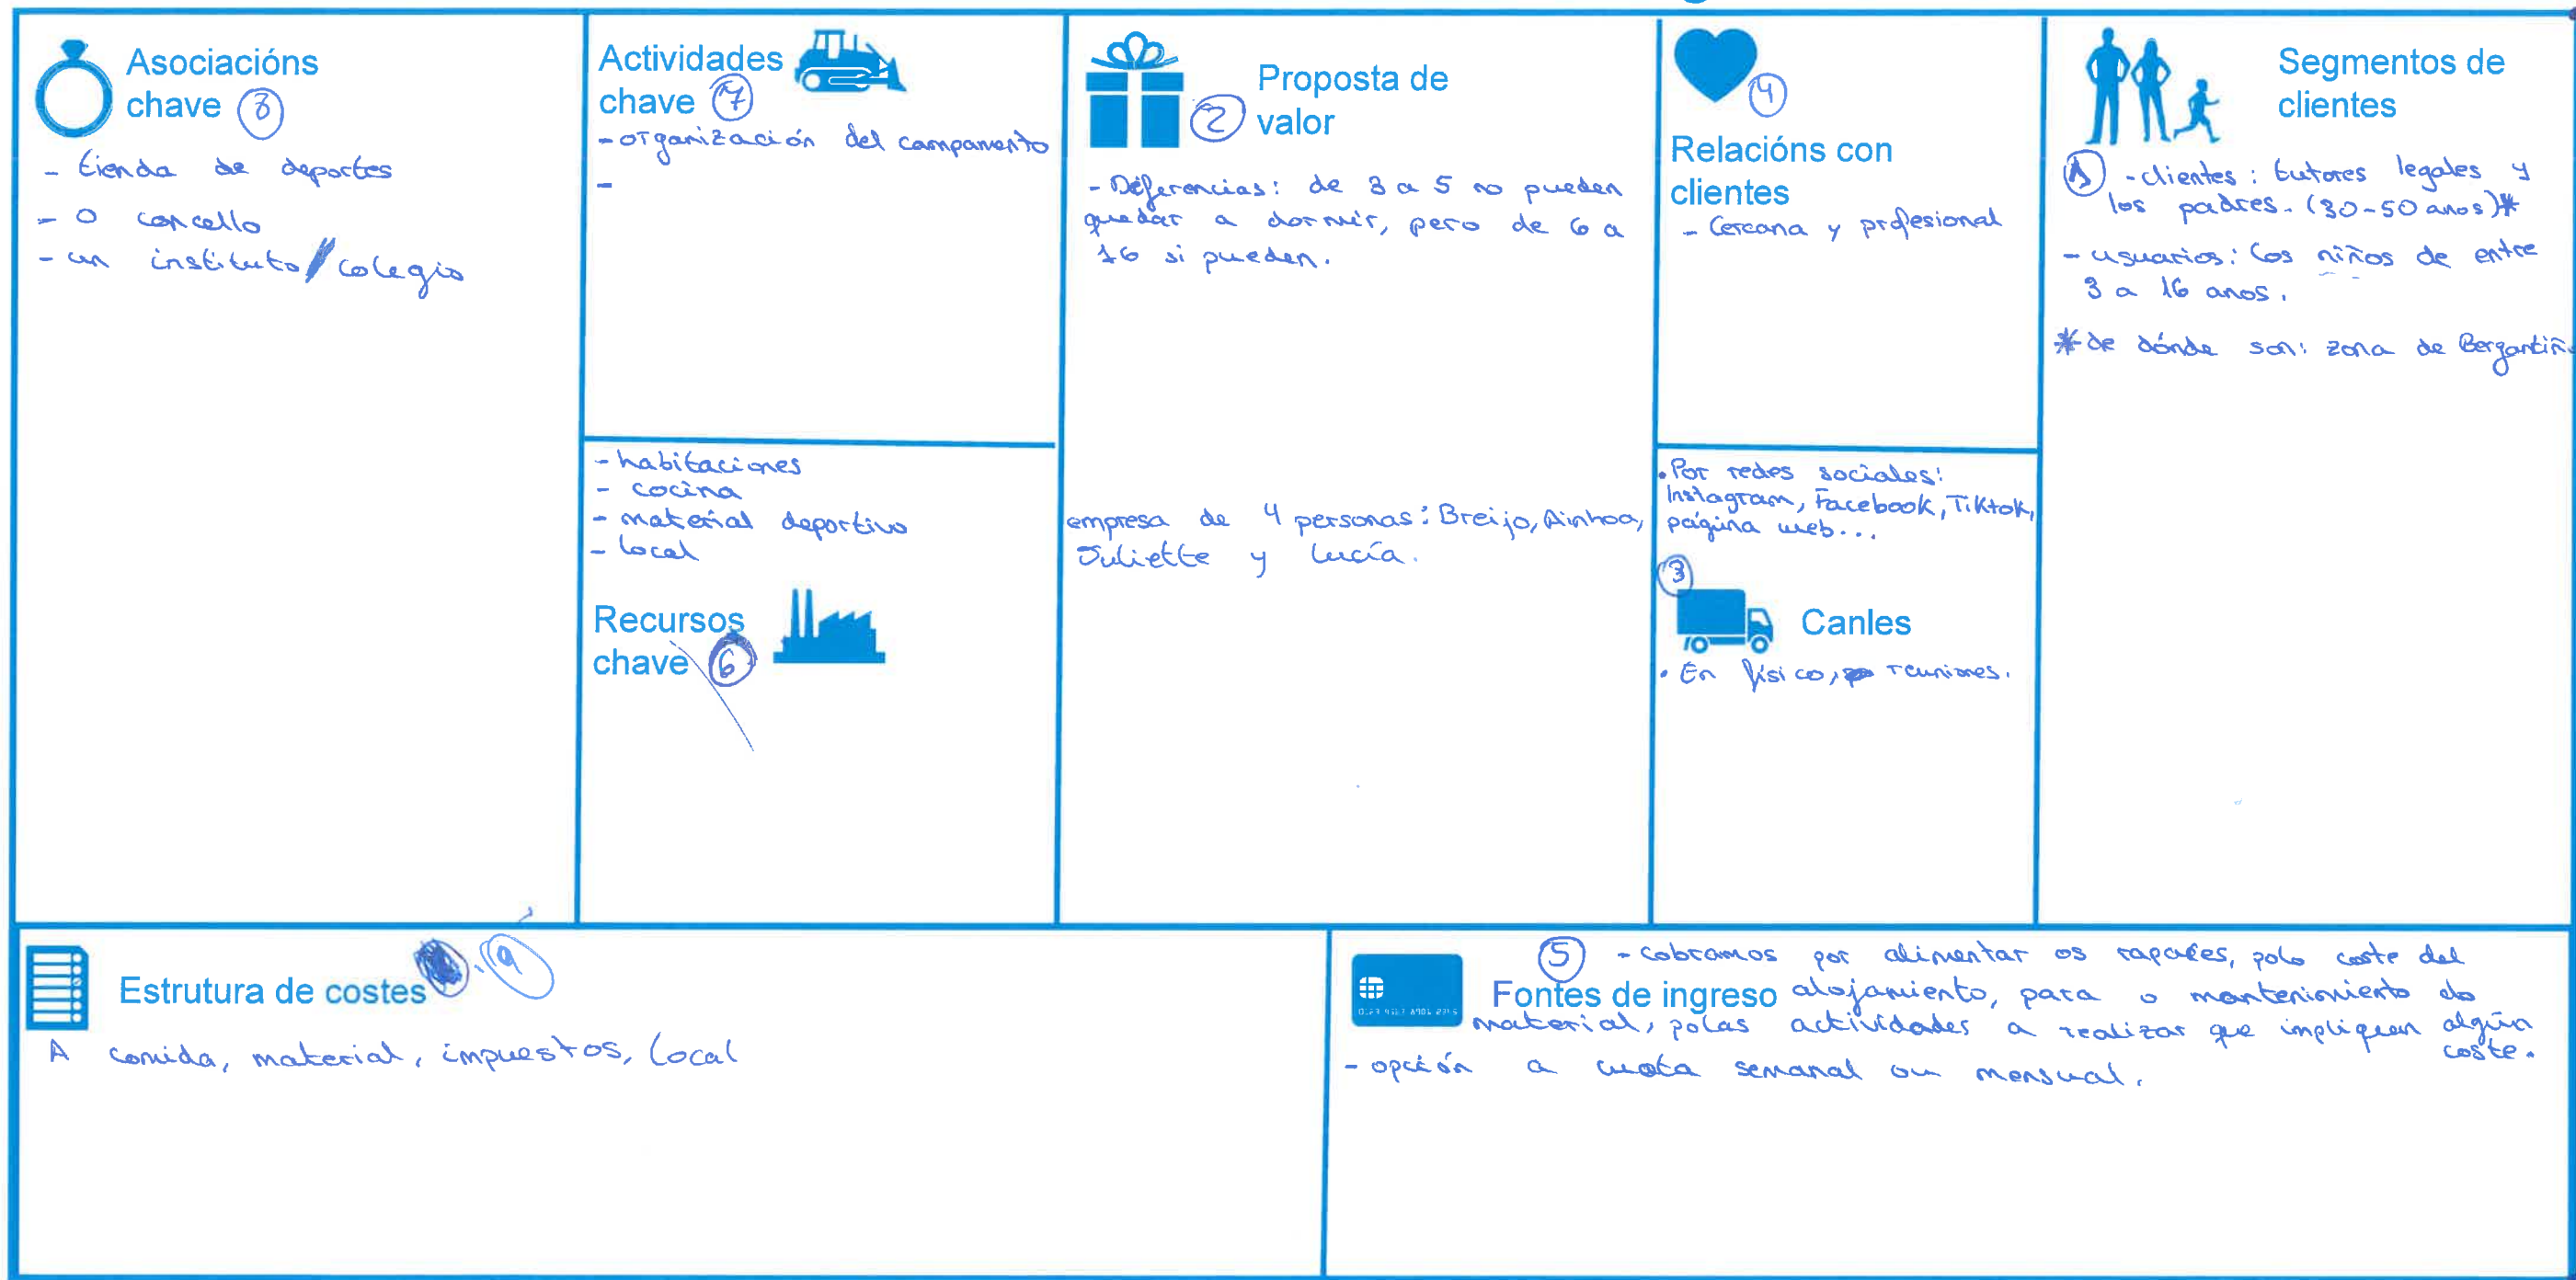 Asociacións
chave 8
- tienda de deportes
- O concello
- un instituto/colegio
Actividades
chave 7
- organización del campamento
-
- habitaciones
- cocina
- material deportivo
- local
Recursos
chave 6
Proposta de
2 valor
- Diferencias: de 3 a 5 no pueden
quedar a dormir, pero de 6 a
16 si pueden.
empresa de 4 personas: Breijo, Ainhoa,
Juliette y Lucía.
4
Relacións con
clientes
- Cercana y profesional
• Por redes sociales:
Instagram, Facebook, TikTok,
página web...
3
Canles
• En físico, reuniones.
Segmentos de
clientes
1 - clientes: tutores legales y
los padres. (30-50 anos)*
- usuarios: los niños de entre
3 a 16 anos.
* de dónde son: zona de Bergantiñ
Estrutura de costes 9
A comida, material, impuestos, local
5 - cobramos por alimentar os rapaces, polo coste del
Fontes de ingreso alojamiento, para o mantenimiento do
material, polas actividades a realizar que impliquen algún
coste.
- opción a cuota semanal ou mensual.